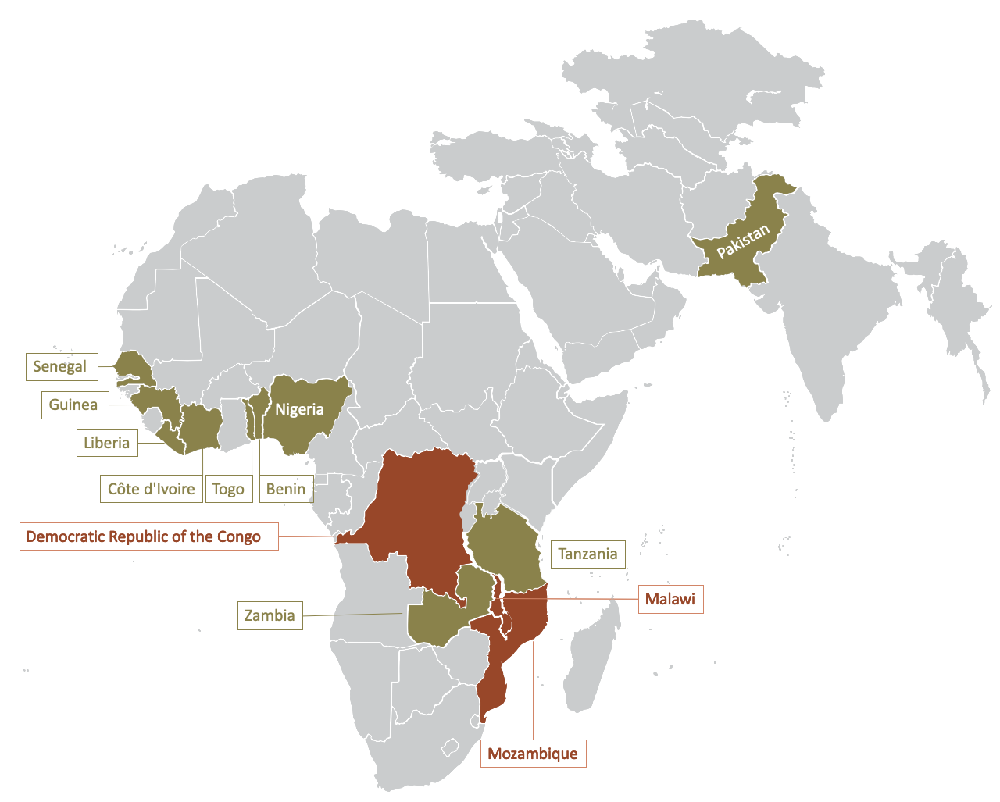 Pakistan
Senegal
Guinea
Nigeria
Liberia
Côte d'Ivoire
Togo
Benin
Democratic Republic of the Congo
Tanzania
Malawi
Zambia
Mozambique